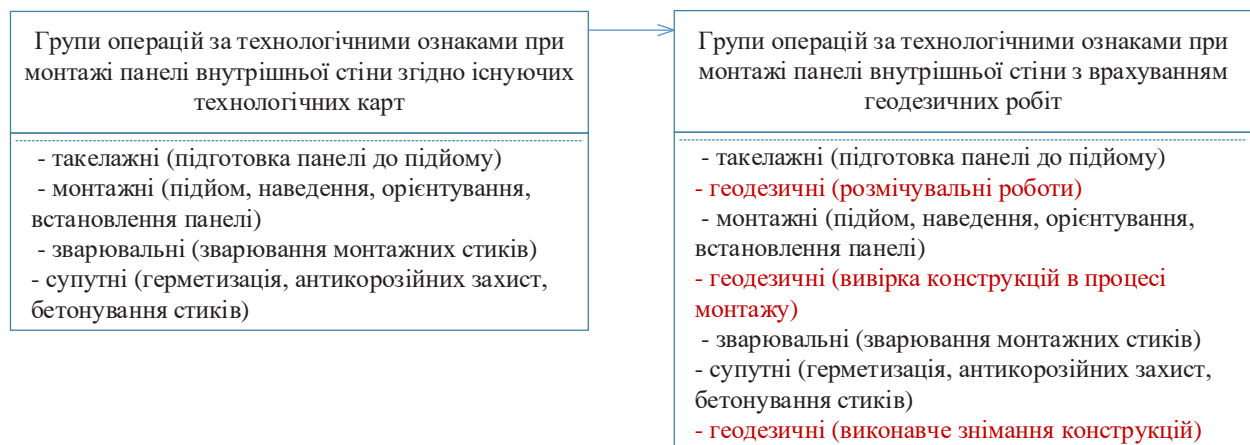 Групи операцій за технологічними ознаками при
монтажі панелі внутрішньої стіни згідно існуючих
технологічних карт
- такелажні (підготовка панелі до підйому)
- монтажні (підйом, наведення, орієнтування,
встановлення панелі)
- зварювальні (зварювання монтажних стиків)
- супутні (герметизація, антикорозійних захист,
бетонування стиків)
Групи операцій за технологічними ознаками при
монтажі панелі внутрішньої стіни з врахуванням
геодезичних робіт
- такелажні (підготовка панелі до підйому)
- геодезичні (розмічувальні роботи)
- монтажні (підйом, наведення, орієнтування,
встановлення панелі)
- геодезичні (вивірка конструкцій в процесі
монтажу)
- зварювальні (зварювання монтажних стиків)
- супутні (герметизація, антикорозійних захист,
бетонування стиків)
- геодезичні (виконавче знімання конструкцій)